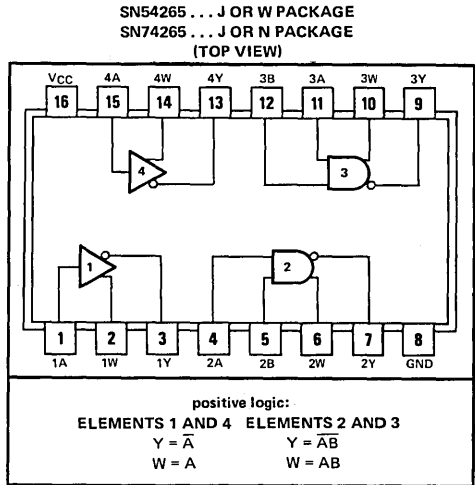 SN54265 . . . J OR W PACKAGE
SN74265 . . . J OR N PACKAGE
(TOP VIEW)
VCC 4A 4W 4Y 3B 3A 3W 3Y
16 15 14 13 12 11 10 9
4 3
1 2
1 2 3 4 5 6 7 8
1A 1W 1Y 2A 2B 2W 2Y GND
positive logic:
ELEMENTS 1 AND 4 ELEMENTS 2 AND 3
Y = A̅ Y = A̅B̅
W = A W = AB